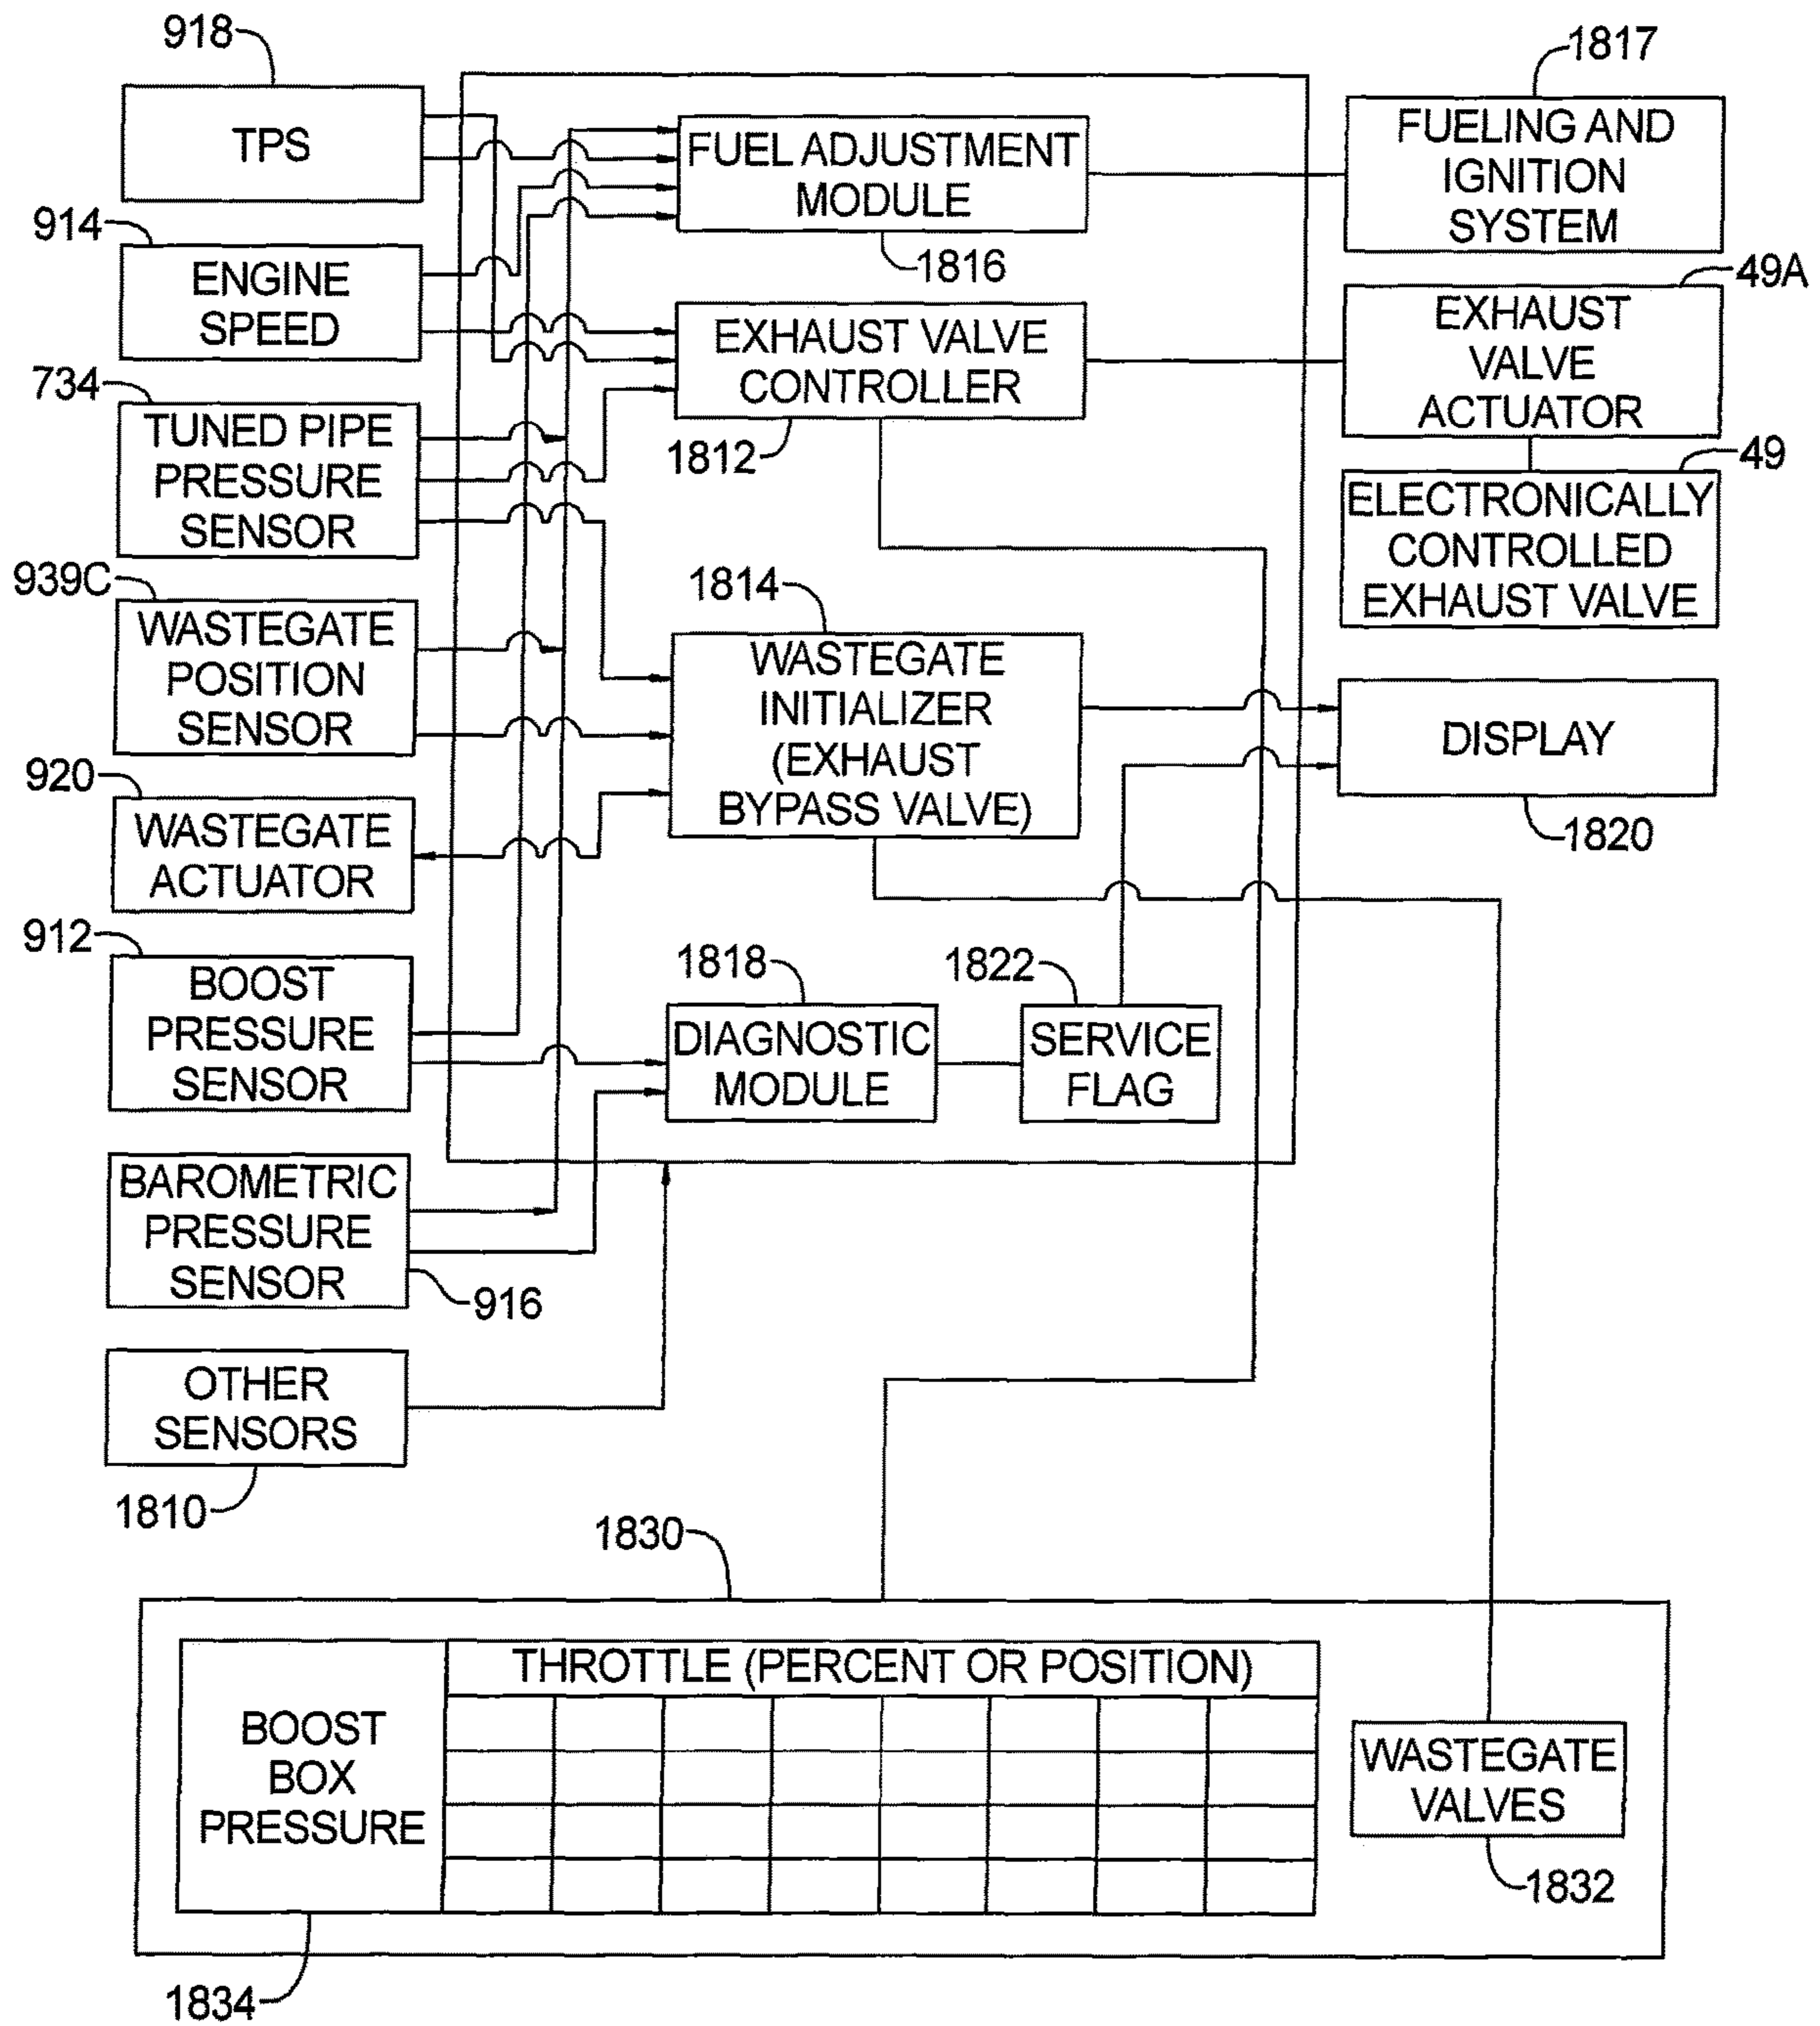 918
TPS
914
ENGINE
SPEED
734
TUNED PIPE
PRESSURE
SENSOR
939C
WASTEGATE
POSITION
SENSOR
920
WASTEGATE
ACTUATOR
912
BOOST
PRESSURE
SENSOR
BAROMETRIC
PRESSURE
SENSOR
916
OTHER
SENSORS
1810
FUEL ADJUSTMENT
MODULE
1816
EXHAUST VALVE
CONTROLLER
1812
1814
WASTEGATE
INITIALIZER
(EXHAUST
BYPASS VALVE)
1818
DIAGNOSTIC
MODULE
1822
SERVICE
FLAG
1817
FUELING AND
IGNITION
SYSTEM
49A
EXHAUST
VALVE
ACTUATOR
49
ELECTRONICALLY
CONTROLLED
EXHAUST VALVE
DISPLAY
1820
1830
THROTTLE (PERCENT OR POSITION)
BOOST
BOX
PRESSURE
1834
WASTEGATE
VALVES
1832